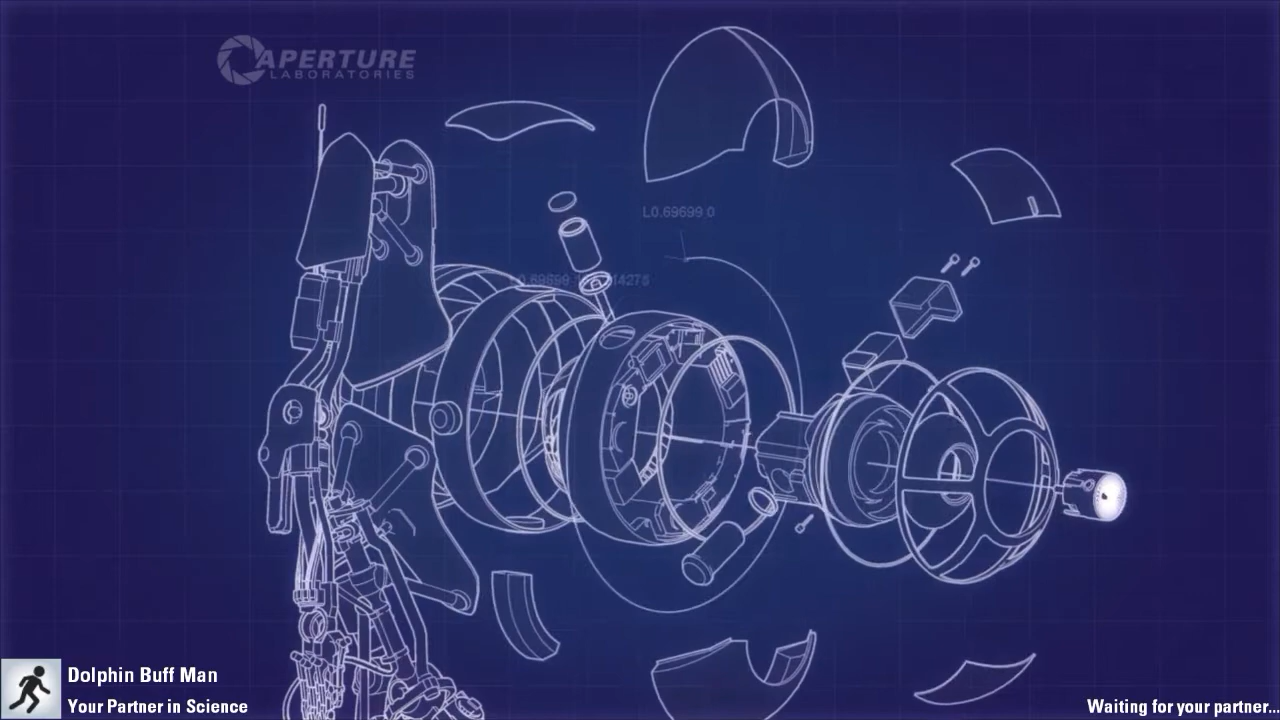 APERTURE
LABORATORIES
L0.69699 0
Dolphin Buff Man
Your Partner in Science
Waiting for your partner...